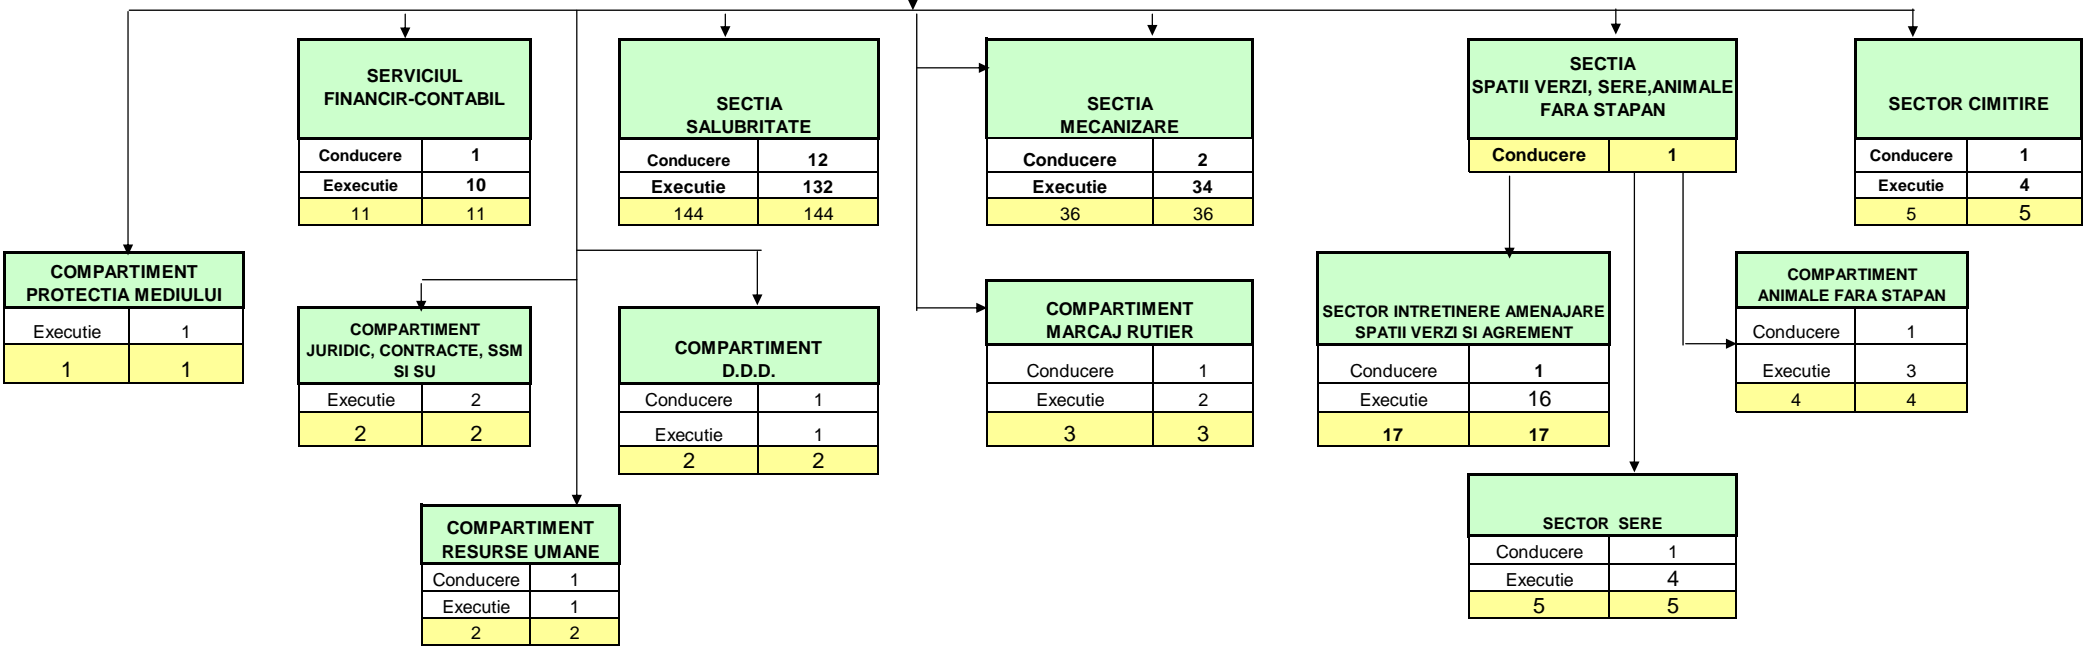 SERVICIUL
FINANCIR-CONTABIL
Conducere 1
Eexecutie 10
11 11
SECTIA
SALUBRITATE
Conducere 12
Executie 132
144 144
SECTIA
MECANIZARE
Conducere 2
Executie 34
36 36
SECTIA
SPATII VERZI, SERE,ANIMALE
FARA STAPAN
Conducere 1
SECTOR CIMITIRE
Conducere 1
Executie 4
5 5
COMPARTIMENT
PROTECTIA MEDIULUI
Executie 1
1 1
COMPARTIMENT
JURIDIC, CONTRACTE, SSM
SI SU
Executie 2
2 2
COMPARTIMENT
D.D.D.
Conducere 1
Executie 1
2 2
COMPARTIMENT
MARCAJ RUTIER
Conducere 1
Executie 2
3 3
SECTOR INTRETINERE AMENAJARE
SPATII VERZI SI AGREMENT
Conducere 1
Executie 16
17 17
COMPARTIMENT
ANIMALE FARA STAPAN
Conducere 1
Executie 3
4 4
COMPARTIMENT
RESURSE UMANE
Conducere 1
Executie 1
2 2
SECTOR SERE
Conducere 1
Executie 4
5 5